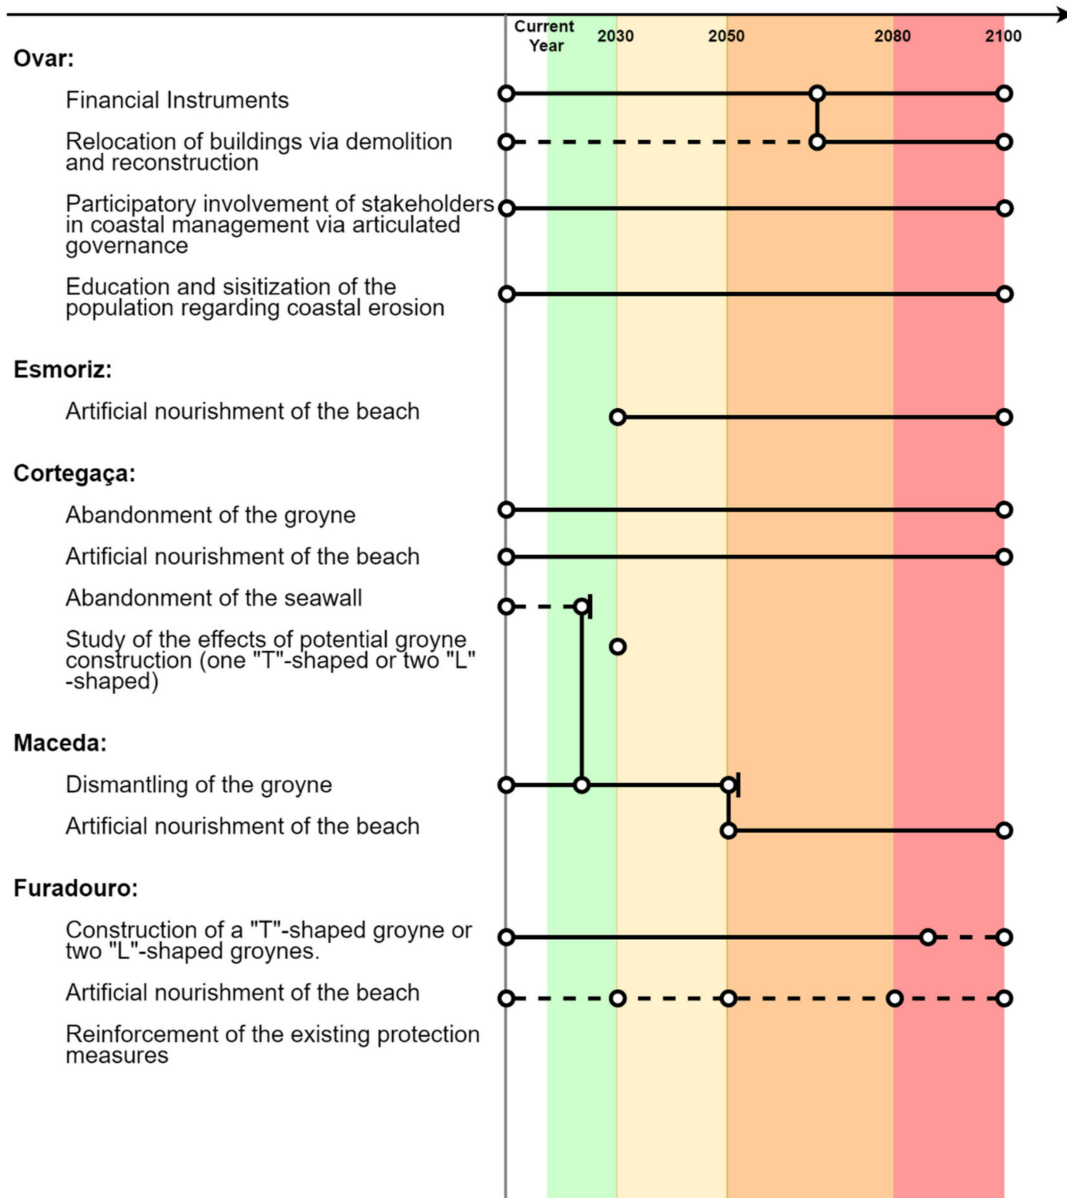 Current
Year
2030
2050
2080
2100
Ovar:
Financial Instruments
Relocation of buildings via demolition
and reconstruction
Participatory involvement of stakeholders
in coastal management via articulated
governance
Education and sisitization of the
population regarding coastal erosion
Esmoriz:
Artificial nourishment of the beach
Cortegaça:
Abandonment of the groyne
Artificial nourishment of the beach
Abandonment of the seawall
Study of the effects of potential groyne
construction (one "T"-shaped or two "L"
-shaped)
Maceda:
Dismantling of the groyne
Artificial nourishment of the beach
Furadouro:
Construction of a "T"-shaped groyne or
two "L"-shaped groynes.
Artificial nourishment of the beach
Reinforcement of the existing protection
measures